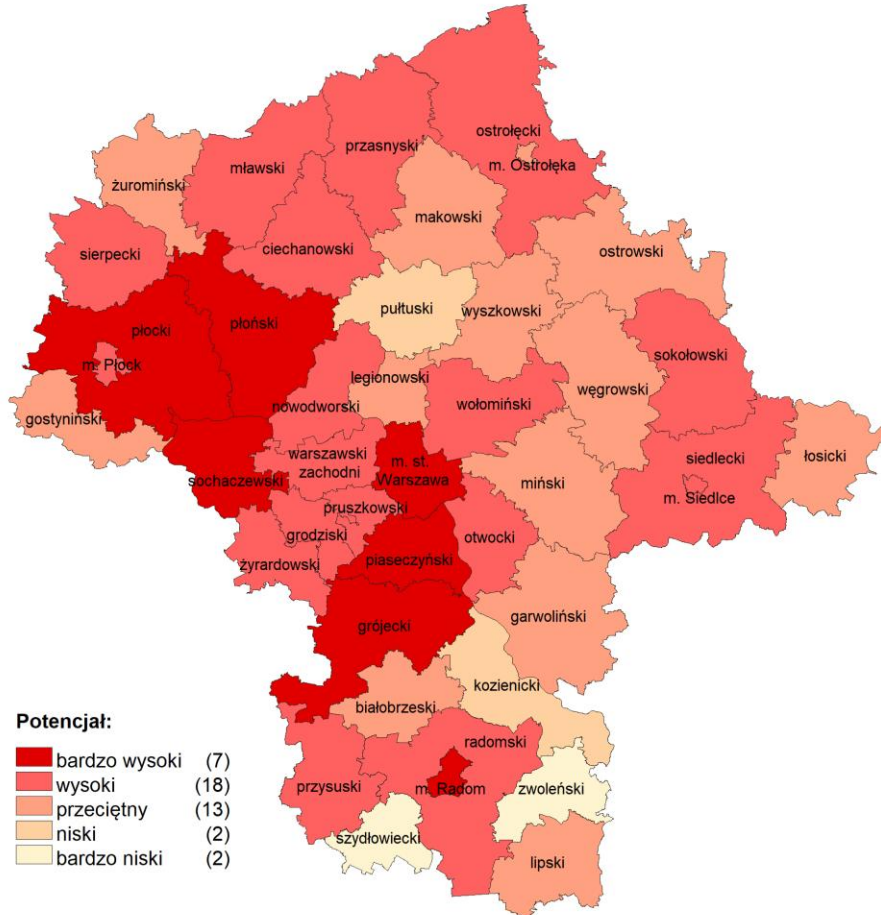 ostrołęcki
przasnyski
m. Ostrołęka
mławski
żuromiński
makowski
ciechanowski
sierpecki
ostrowski
pułtuski
wyszkowski
płocki
płoński
sokołowski
m. Płock
legionowski
węgrowski
wołomiński
nowodworski
gostyniński
warszawski
zachodni
m. st.
Warszawa
siedlecki
łosicki
sochaczewski
miński
m. Siedlce
pruszkowski
grodziski
otwocki
żyrardowski
piaseczyński
garwoliński
grójecki
kozienicki
białobrzeski
radomski
przysuski
m. Radom
zwoleński
szydłowiecki
lipski
Potencjał:
bardzo wysoki (7)
wysoki (18)
przeciętny (13)
niski (2)
bardzo niski (2)